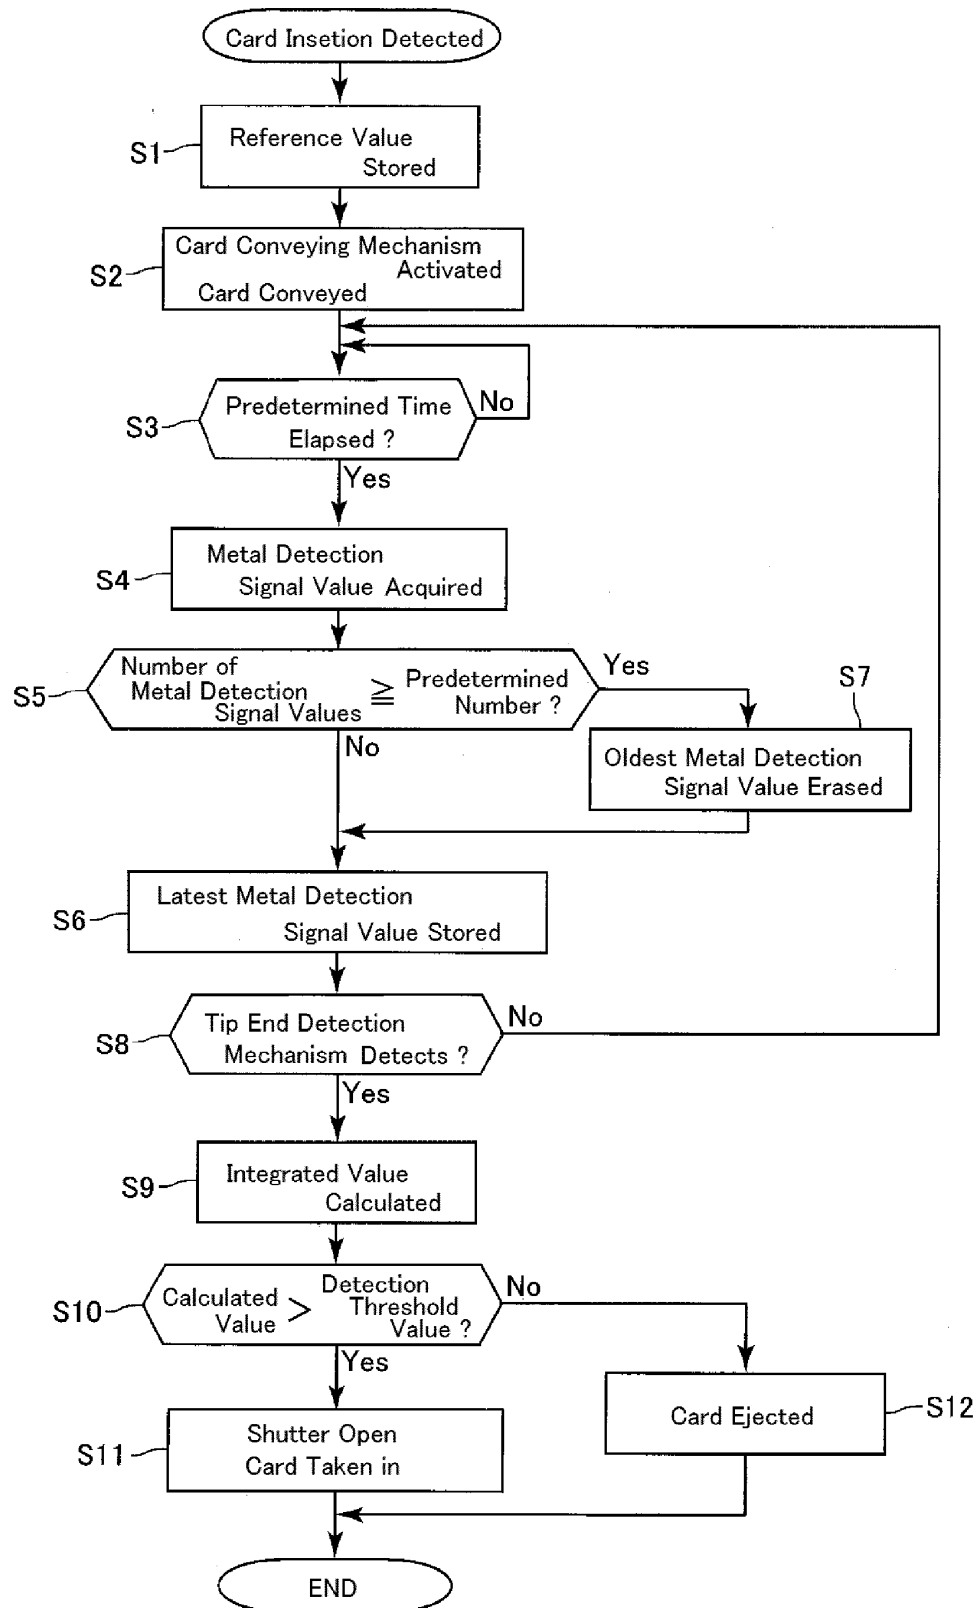 Card Insetion Detected
S1
Reference Value
Stored
S2
Card Conveying Mechanism
Activated
Card Conveyed
S3
Predetermined Time
Elapsed ?
No
Yes
S4
Metal Detection
Signal Value Acquired
S5
Number of
Metal Detection
Signal Values
≧
Predetermined
Number ?
Yes
No
S7
Oldest Metal Detection
Signal Value Erased
S6
Latest Metal Detection
Signal Value Stored
S8
Tip End Detection
Mechanism Detects ?
No
Yes
S9
Integrated Value
Calculated
S10
Calculated
Value
>
Detection
Threshold
Value ?
No
Yes
S11
Shutter Open
Card Taken in
S12
Card Ejected
END